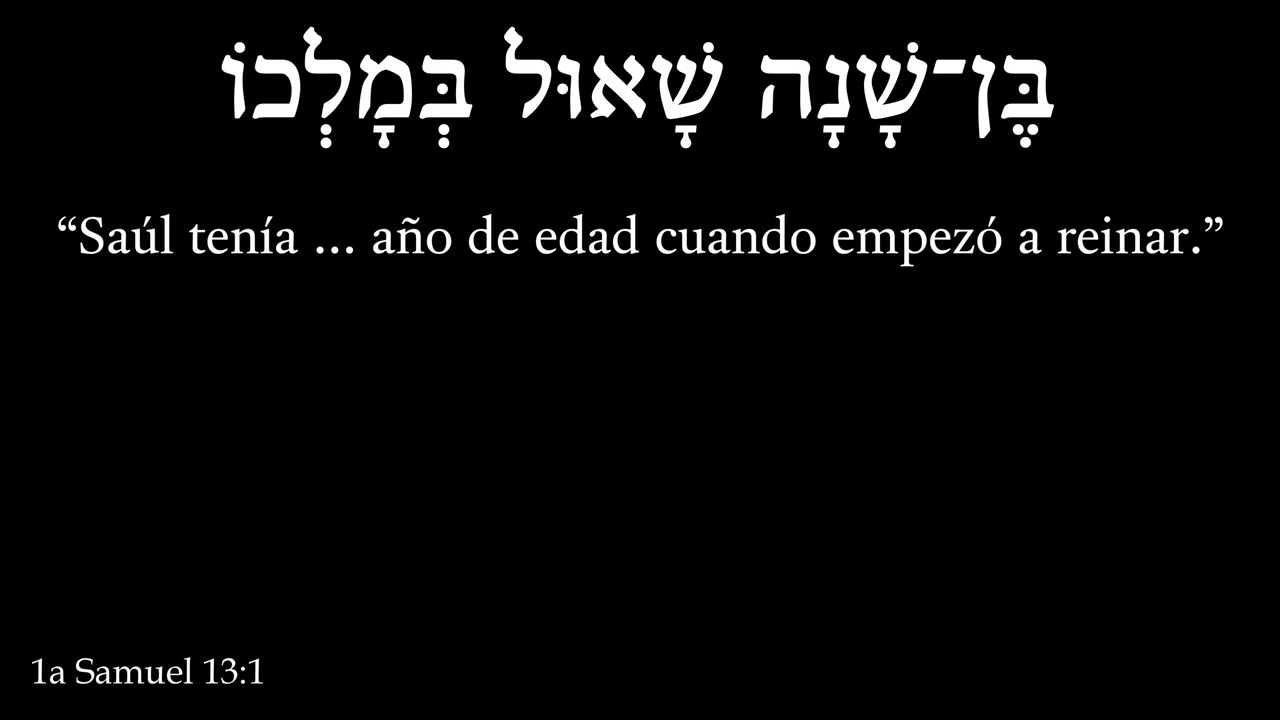 בֶּן־שָׁנָה שָׁאוּל בְּמָלְכוֹ
“Saúl tenía ... año de edad cuando empezó a reinar.”
1a Samuel 13:1